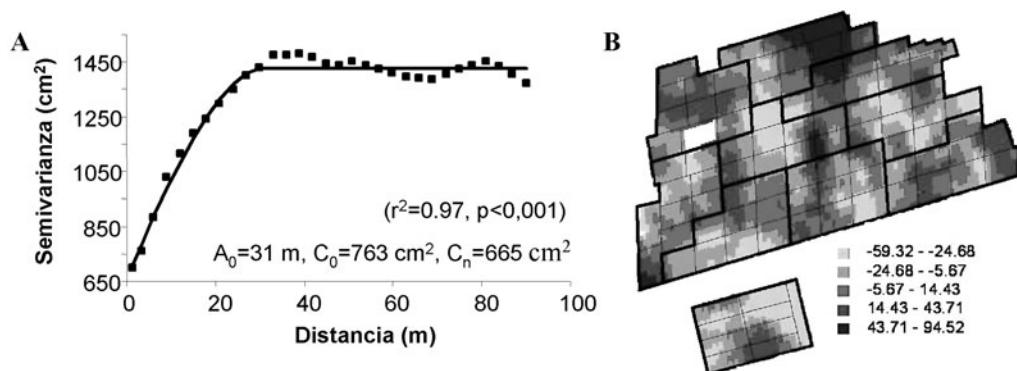 A
B
1450
1250
1050
850
650
Semivarianza (cm²)
(r²=0.97, p<0,001)
A₀=31 m, C₀=763 cm², Cₙ=665 cm²
0 20 40 60 80 100
Distancia (m)
-59.32 - -24.68
-24.68 - -5.67
-5.67 - 14.43
14.43 - 43.71
43.71 - 94.52